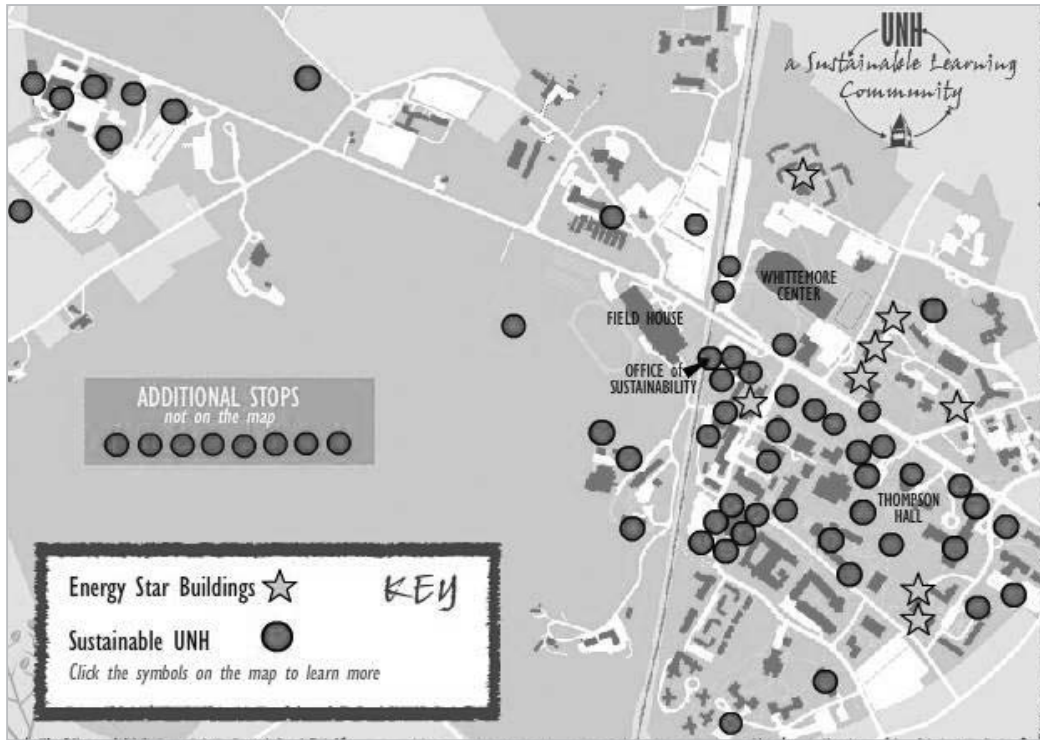 UNH
a Sustainable Learning
Community
WHITTEMORE
CENTER
FIELD HOUSE
OFFICE of
SUSTAINABILITY
ADDITIONAL STOPS
not on the map
THOMPSON
HALL
Energy Star Buildings
KEY
Sustainable UNH
Click the symbols on the map to learn more